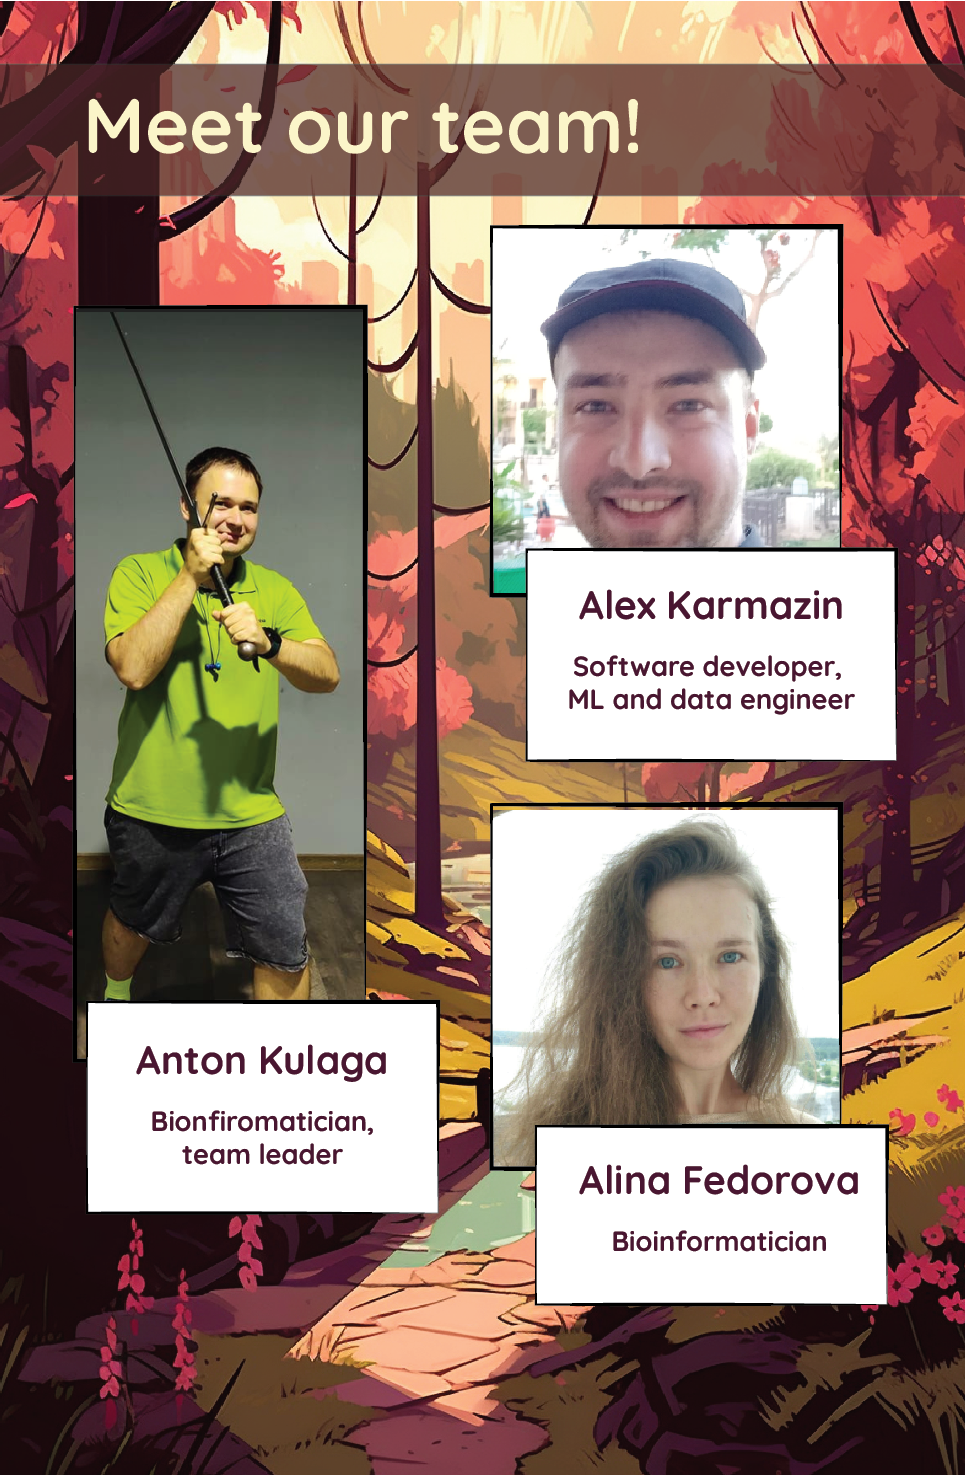 Meet our team!
Alex Karmazin
Software developer,
ML and data engineer
Anton Kulaga
Bionfiromatician,
team leader
Alina Fedorova
Bioinformatician